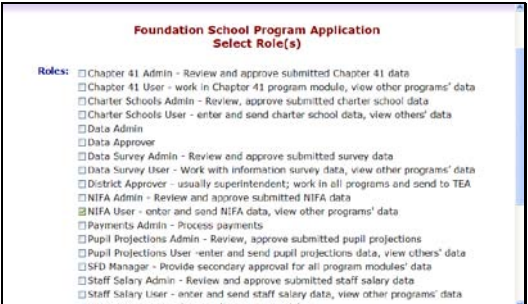 Foundation School Program Application
Select Role(s)
Roles:
Chapter 41 Admin - Review and approve submitted Chapter 41 data
Chapter 41 User - work in Chapter 41 program module, view other programs' data
Charter Schools Admin - Review, approve submitted charter school data
Charter Schools User - enter and send charter school data, view others' data
Data Admin
Data Approver
Data Survey Admin - Review and approve submitted survey data
Data Survey User - Work with information survey data, view other programs' data
District Approver - usually superintendent; work in all programs and send to TEA
NIFA Admin - Review and approve submitted NIFA data
NIFA User - enter and send NIFA data, view other programs' data
Payments Admin - Process payments
Pupil Projections Admin - Review, approve submitted pupil projections
Pupil Projections User -enter and send pupil projections data, view others' data
SFD Manager - Provide secondary approval for all program modules' data
Staff Salary Admin - Review and approve submitted staff salary data
Staff Salary User - enter and send staff salary data, view other programs' data